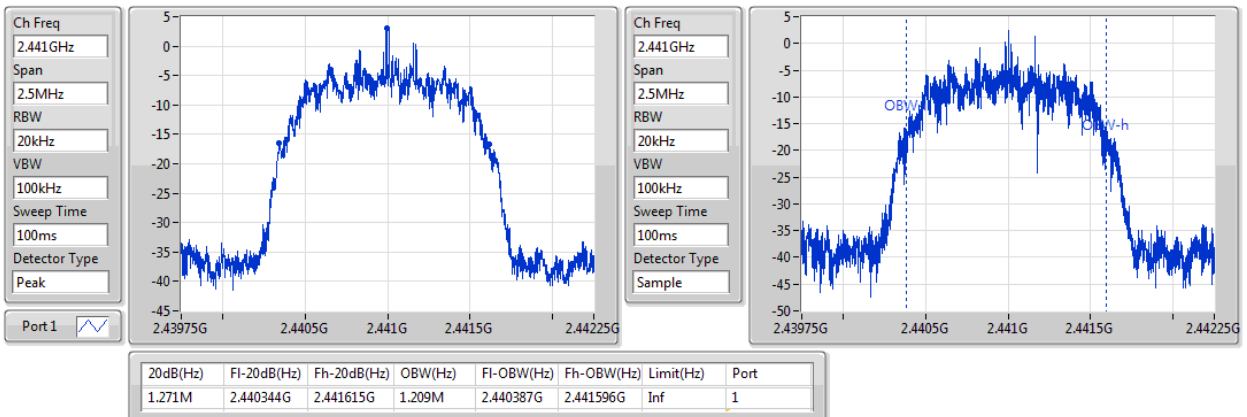 Ch Freq
2.441GHz
Span
2.5MHz
RBW
20kHz
VBW
100kHz
Sweep Time
100ms
Detector Type
Peak
Port 1
5
0
-5
-10
-15
-20
-25
-30
-35
-40
-45
2.43975G 2.4405G 2.441G 2.4415G 2.44225G
Ch Freq
2.441GHz
Span
2.5MHz
RBW
20kHz
VBW
100kHz
Sweep Time
100ms
Detector Type
Sample
5
0
-5
-10
-15
-20
-25
-30
-35
-40
-45
-50
OBW
OBW-h
2.43975G 2.4405G 2.441G 2.4415G 2.44225G
20dB(Hz) Fl-20dB(Hz) Fh-20dB(Hz) OBW(Hz) Fl-OBW(Hz) Fh-OBW(Hz) Limit(Hz) Port
1.271M 2.440344G 2.441615G 1.209M 2.440387G 2.441596G Inf 1